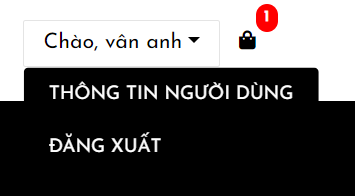 Chào, vân anh
1
THÔNG TIN NGƯỜI DÙNG
ĐĂNG XUẤT